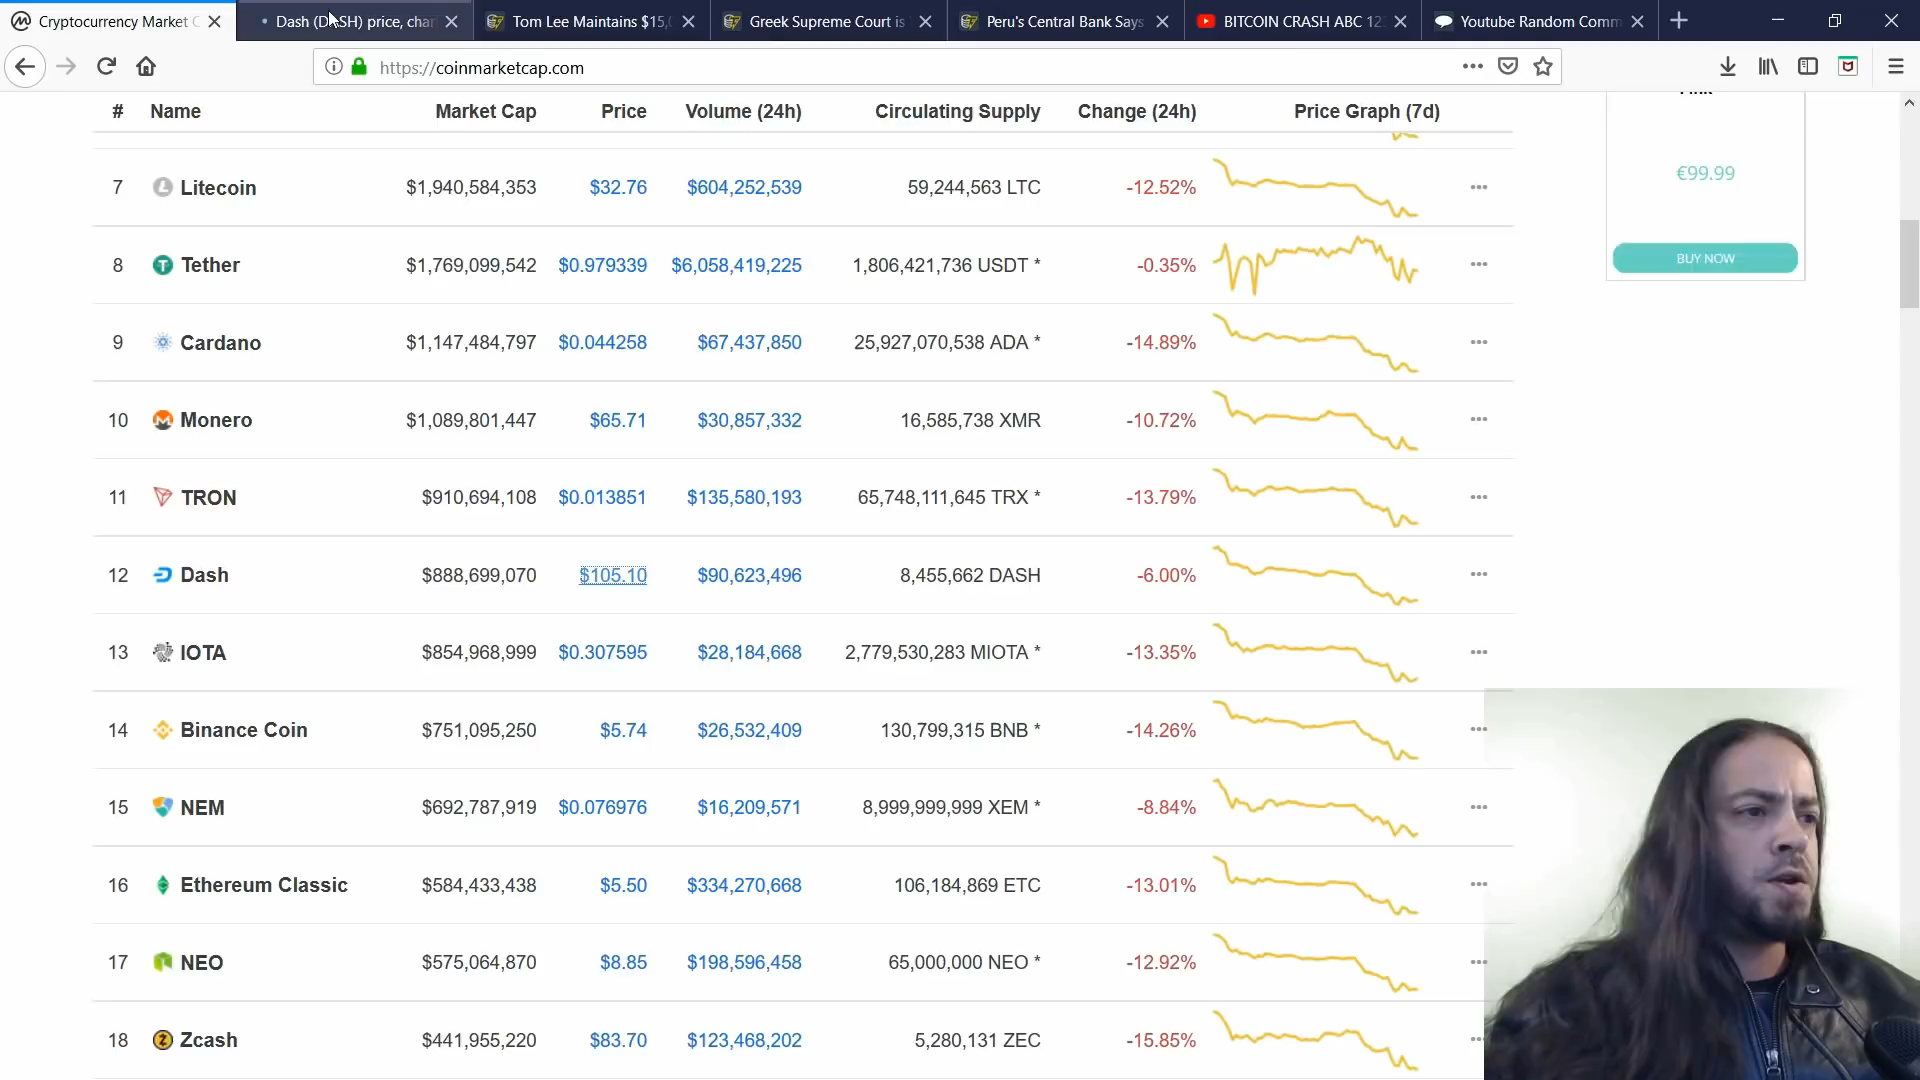 Cryptocurrency Market C
Dash (DASH) price, char
Tom Lee Maintains $15,
Greek Supreme Court is
Peru's Central Bank Says
BITCOIN CRASH ABC 12
Youtube Random Comm
https://coinmarketcap.com
# Name Market Cap Price Volume (24h) Circulating Supply Change (24h) Price Graph (7d)
7 Litecoin $1,940,584,353 $32.76 $604,252,539 59,244,563 LTC -12.52%
8 Tether $1,769,099,542 $0.979339 $6,058,419,225 1,806,421,736 USDT * -0.35%
9 Cardano $1,147,484,797 $0.044258 $67,437,850 25,927,070,538 ADA * -14.89%
10 Monero $1,089,801,447 $65.71 $30,857,332 16,585,738 XMR -10.72%
11 TRON $910,694,108 $0.013851 $135,580,193 65,748,111,645 TRX * -13.79%
12 Dash $888,699,070 $105.10 $90,623,496 8,455,662 DASH -6.00%
13 IOTA $854,968,999 $0.307595 $28,184,668 2,779,530,283 MIOTA * -13.35%
14 Binance Coin $751,095,250 $5.74 $26,532,409 130,799,315 BNB * -14.26%
15 NEM $692,787,919 $0.076976 $16,209,571 8,999,999,999 XEM * -8.84%
16 Ethereum Classic $584,433,438 $5.50 $334,270,668 106,184,869 ETC -13.01%
17 NEO $575,064,870 $8.85 $198,596,458 65,000,000 NEO * -12.92%
18 Zcash $441,955,220 $83.70 $123,468,202 5,280,131 ZEC -15.85%
€99.99
BUY NOW